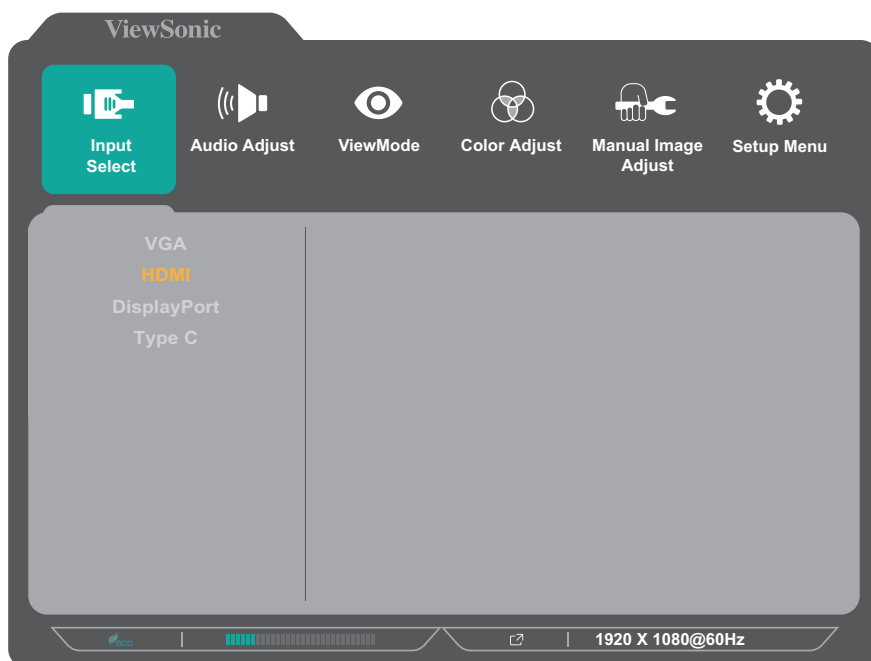 ViewSonic
Input
Select
Audio Adjust
ViewMode
Color Adjust
Manual Image
Adjust
Setup Menu
VGA
HDMI
DisplayPort
Type C
eco
1920 X 1080@60Hz